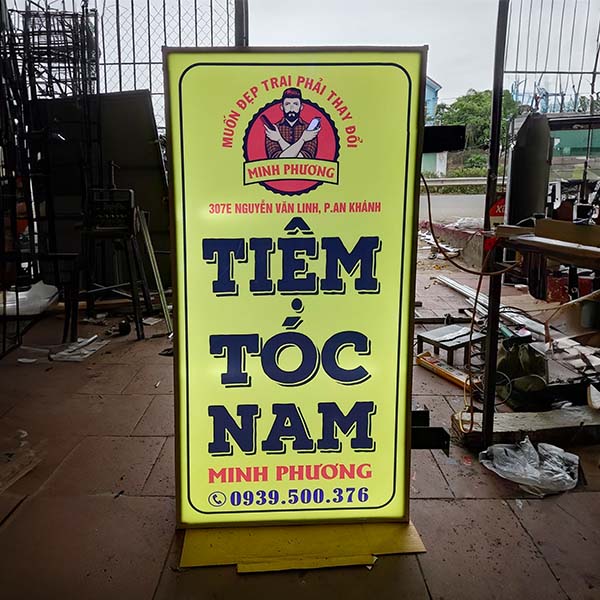 MUỐN ĐẸP TRAI PHẢI THAY ĐỔI
MINH PHƯƠNG
307E NGUYỄN VĂN LINH, P.AN KHÁNH
TIỆM
TÓC
NAM
MINH PHƯƠNG
0939.500.376